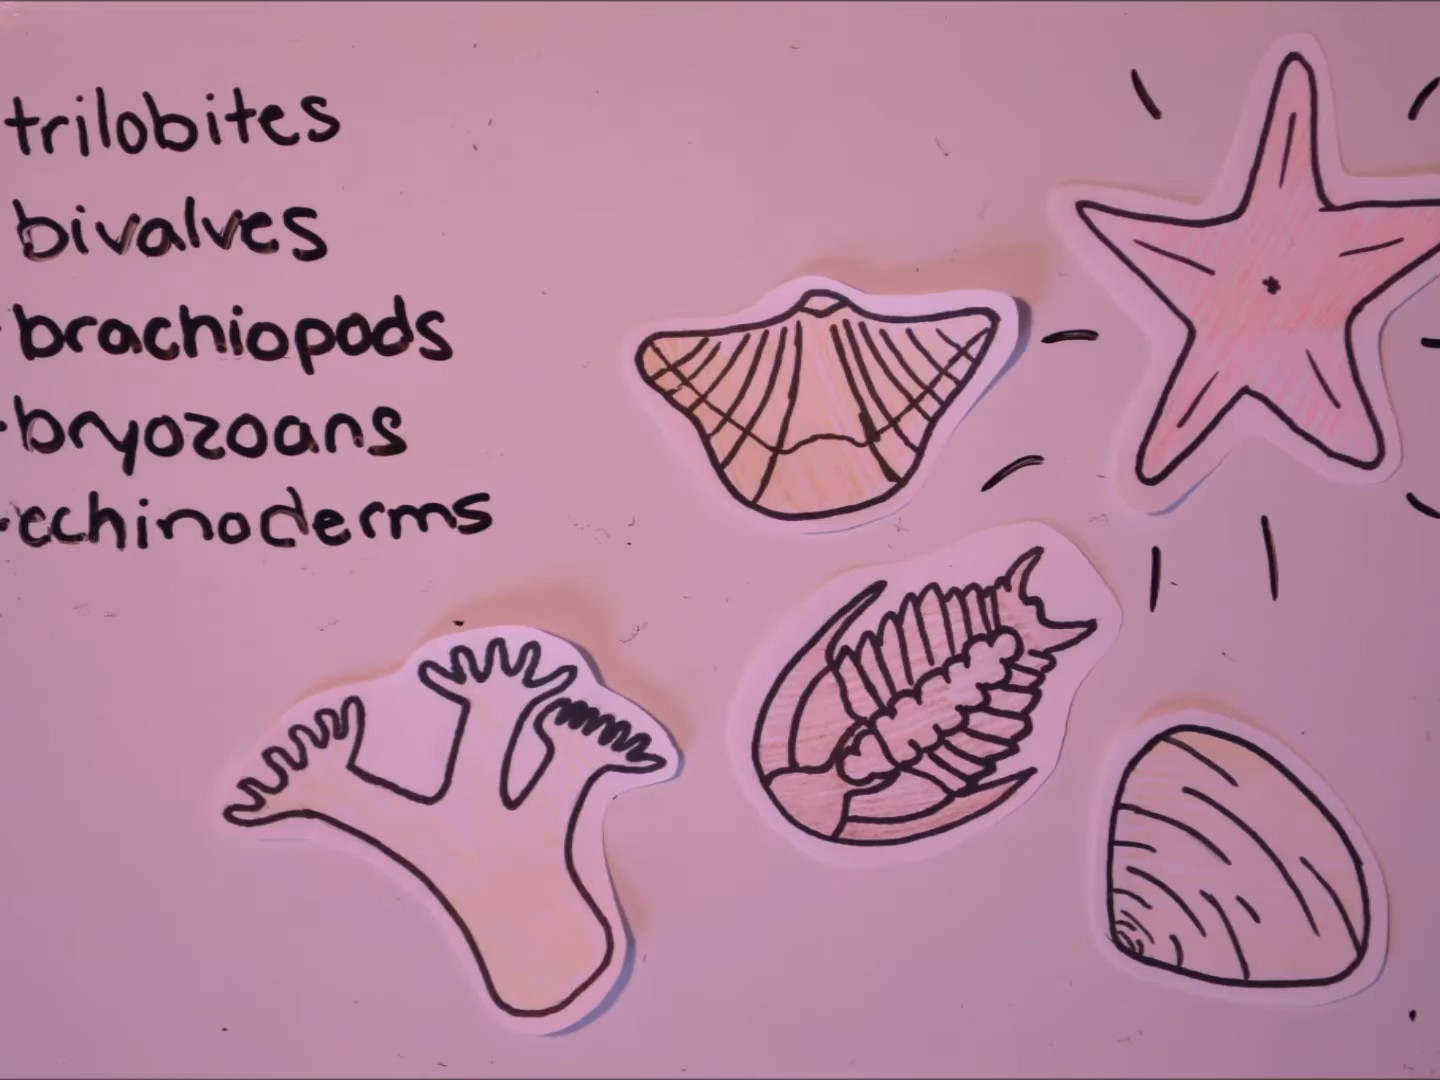 trilobites
bivalves
brachiopods
bryozoans
echinoderms